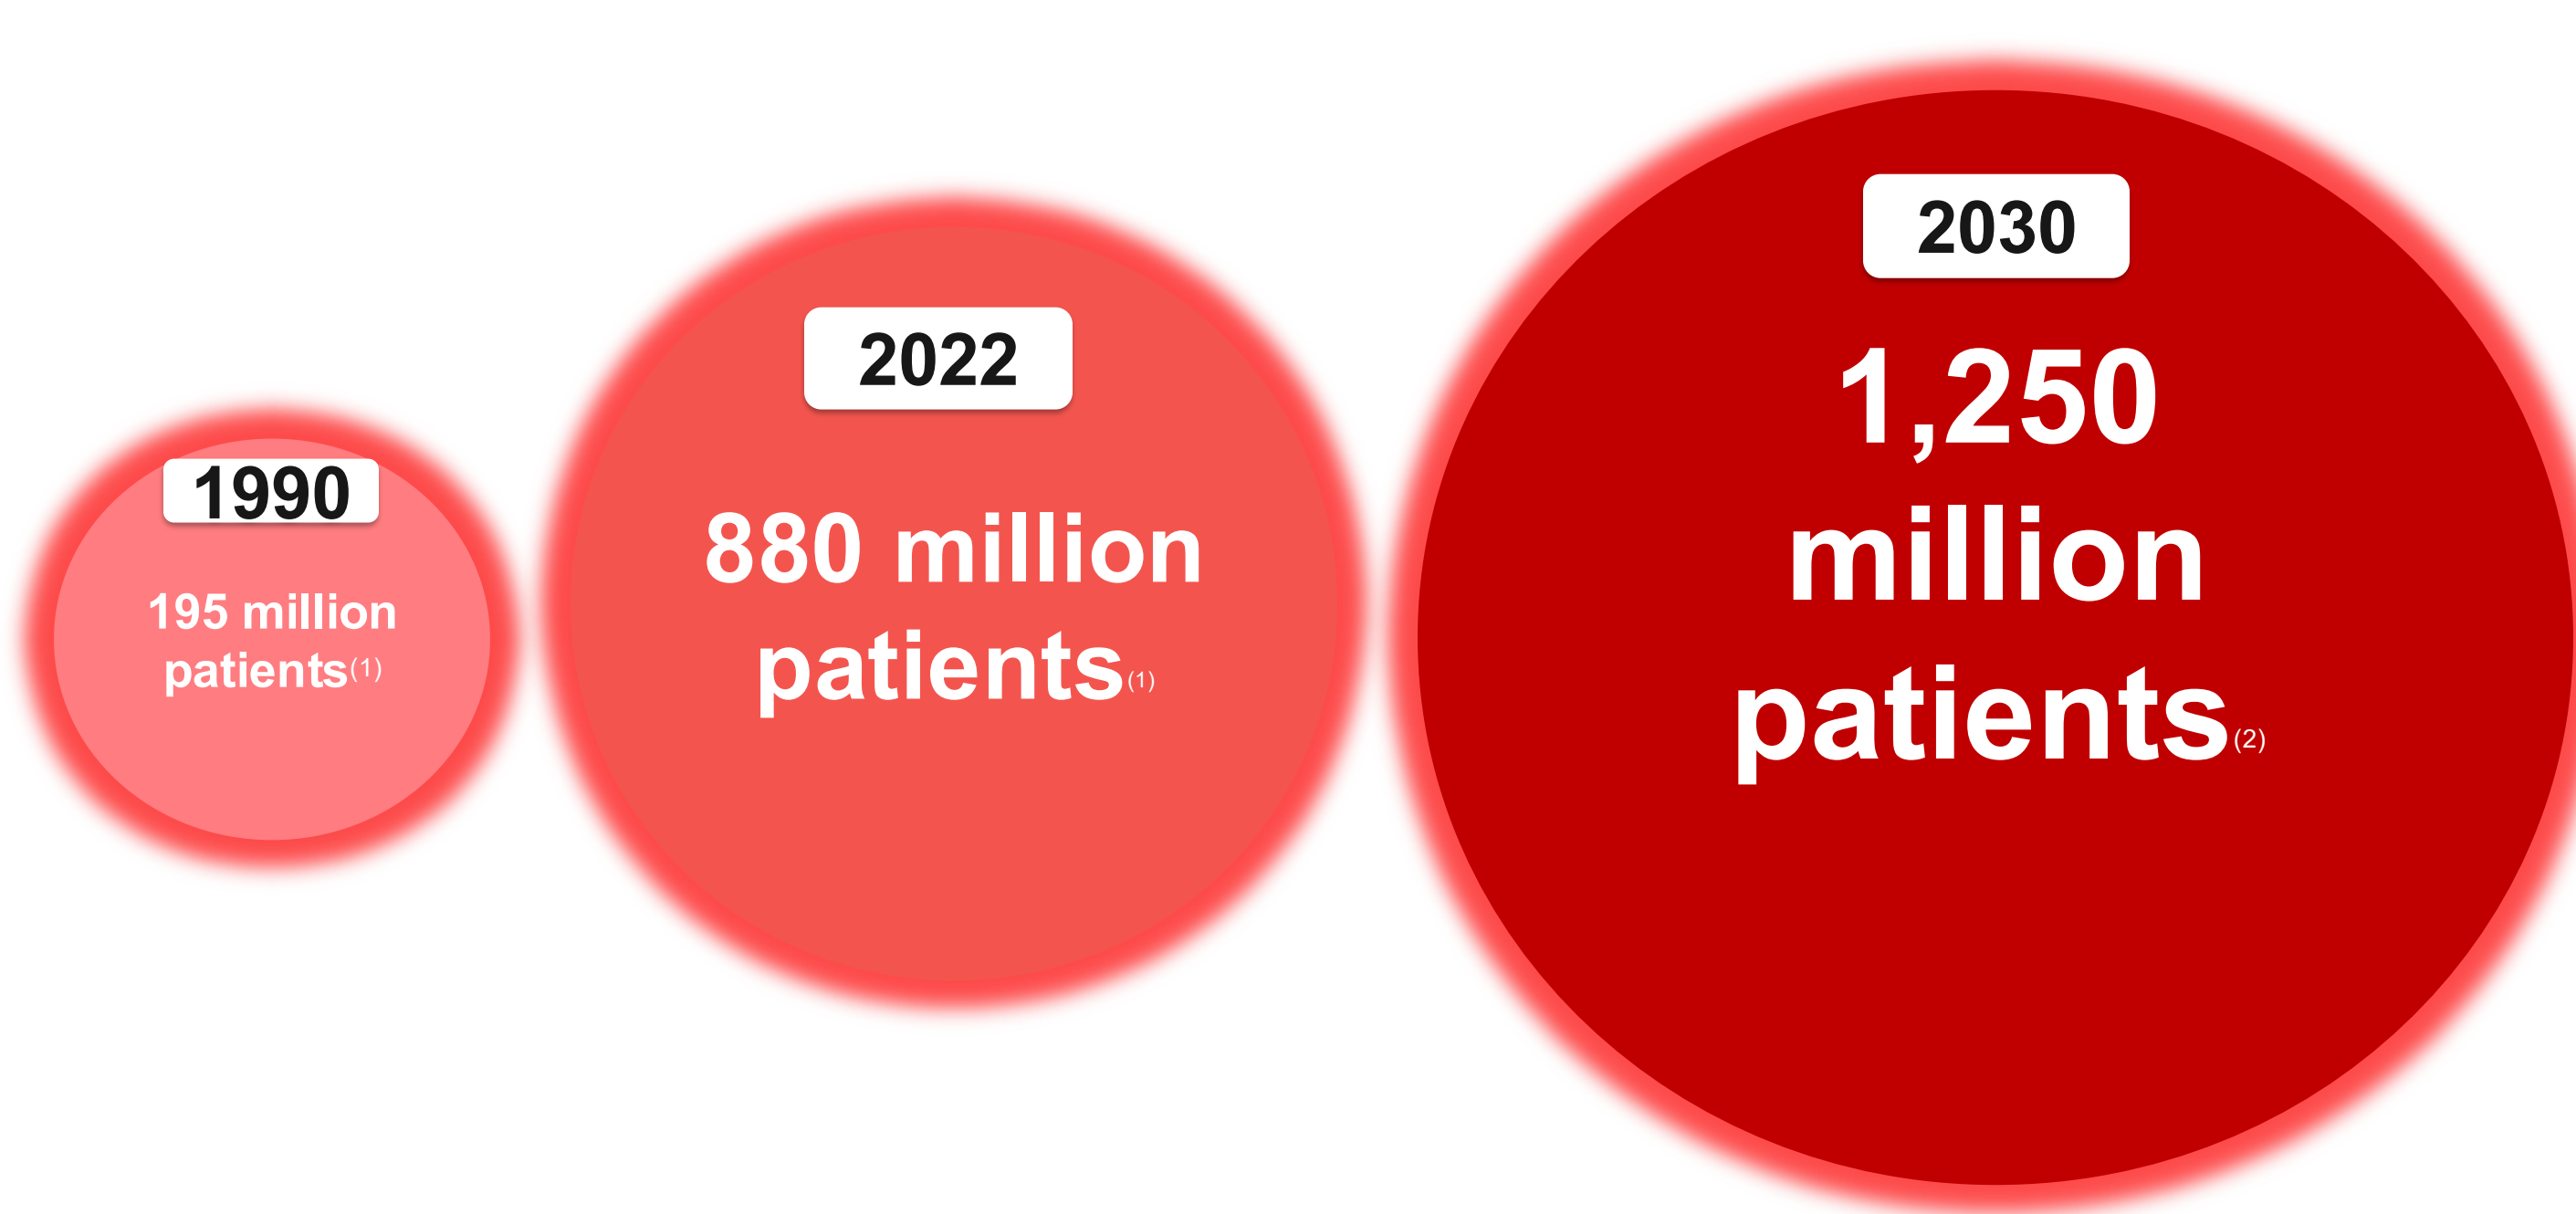 1990
195 million
patients(1)
2022
880 million
patients(1)
2030
1,250
million
patients(2)